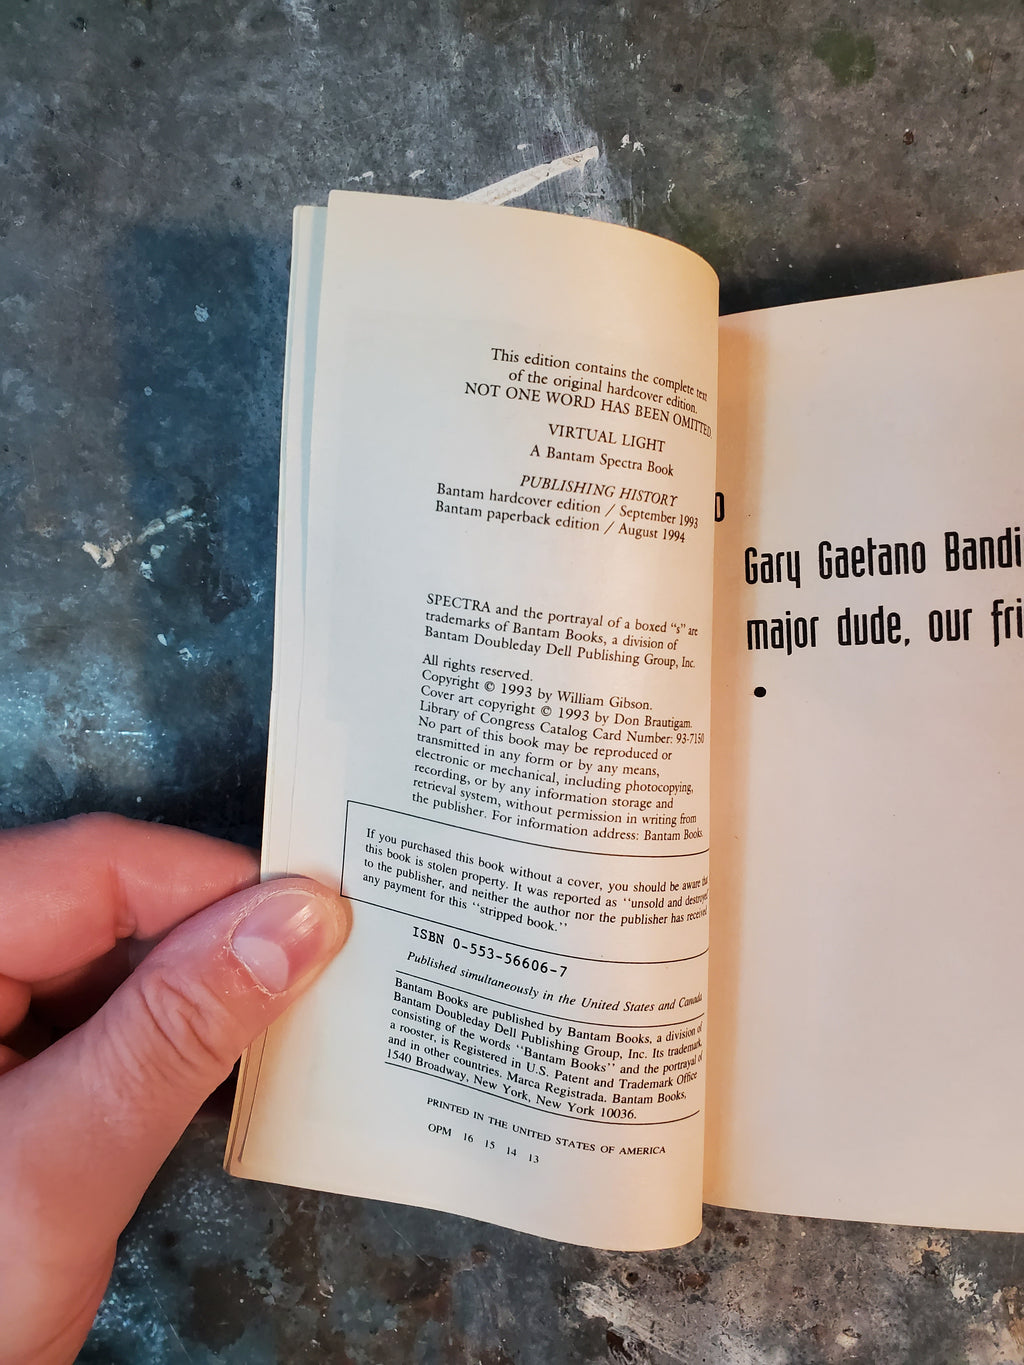 This edition contains the complete text
of the original hardcover edition.
NOT ONE WORD HAS BEEN OMITTED
VIRTUAL LIGHT
A Bantam Spectra Book
PUBLISHING HISTORY
Bantam hardcover edition / September 1993
Bantam paperback edition / August 1994
SPECTRA and the portrayal of a boxed "s" are
trademarks of Bantam Books, a division of
Bantam Doubleday Dell Publishing Group, Inc.
All rights reserved.
Copyright © 1993 by William Gibson.
Cover art copyright © 1993 by Don Brautigam.
Library of Congress Catalog Card Number: 93-7150
No part of this book may be reproduced or
transmitted in any form or by any means,
electronic or mechanical, including photocopying,
recording, or by any information storage and
retrieval system, without permission in writing from
the publisher. For information address: Bantam Books.
If you purchased this book without a cover, you should be aware that
this book is stolen property. It was reported as "unsold and destroyed"
to the publisher, and neither the author nor the publisher has received
any payment for this "stripped book."
ISBN 0-553-56606-7
Published simultaneously in the United States and Canada
Bantam Books are published by Bantam Books, a division of
Bantam Doubleday Dell Publishing Group, Inc. Its trademark,
consisting of the words "Bantam Books" and the portrayal of
a rooster, is Registered in U.S. Patent and Trademark Office
and in other countries. Marca Registrada. Bantam Books,
1540 Broadway, New York, New York 10036.
PRINTED IN THE UNITED STATES OF AMERICA
OPM 16 15 14 13
Gary Gaetano Bandi
major dude, our fri